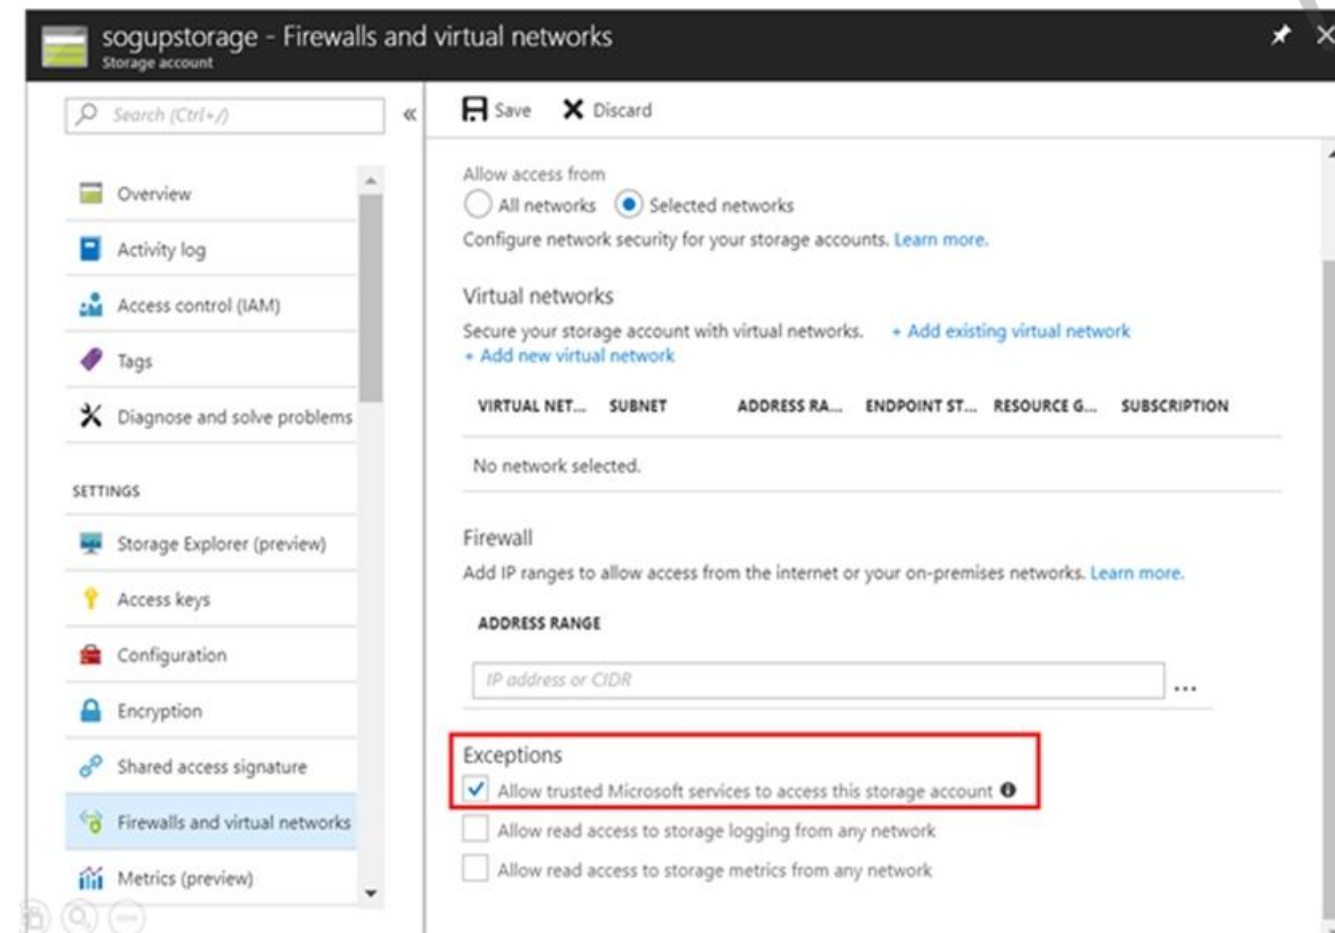 sogupstorage - Firewalls and virtual networks
Storage account
Search (Ctrl+/)
«
Overview
Activity log
Access control (IAM)
Tags
Diagnose and solve problems
SETTINGS
Storage Explorer (preview)
Access keys
Configuration
Encryption
Shared access signature
Firewalls and virtual networks
Metrics (preview)
Save Discard
Allow access from
All networks Selected networks
Configure network security for your storage accounts. Learn more.
Virtual networks
Secure your storage account with virtual networks. + Add existing virtual network
+ Add new virtual network
VIRTUAL NET... SUBNET ADDRESS RA... ENDPOINT ST... RESOURCE G... SUBSCRIPTION
No network selected.
Firewall
Add IP ranges to allow access from the internet or your on-premises networks. Learn more.
ADDRESS RANGE
IP address or CIDR
...
Exceptions
Allow trusted Microsoft services to access this storage account
Allow read access to storage logging from any network
Allow read access to storage metrics from any network